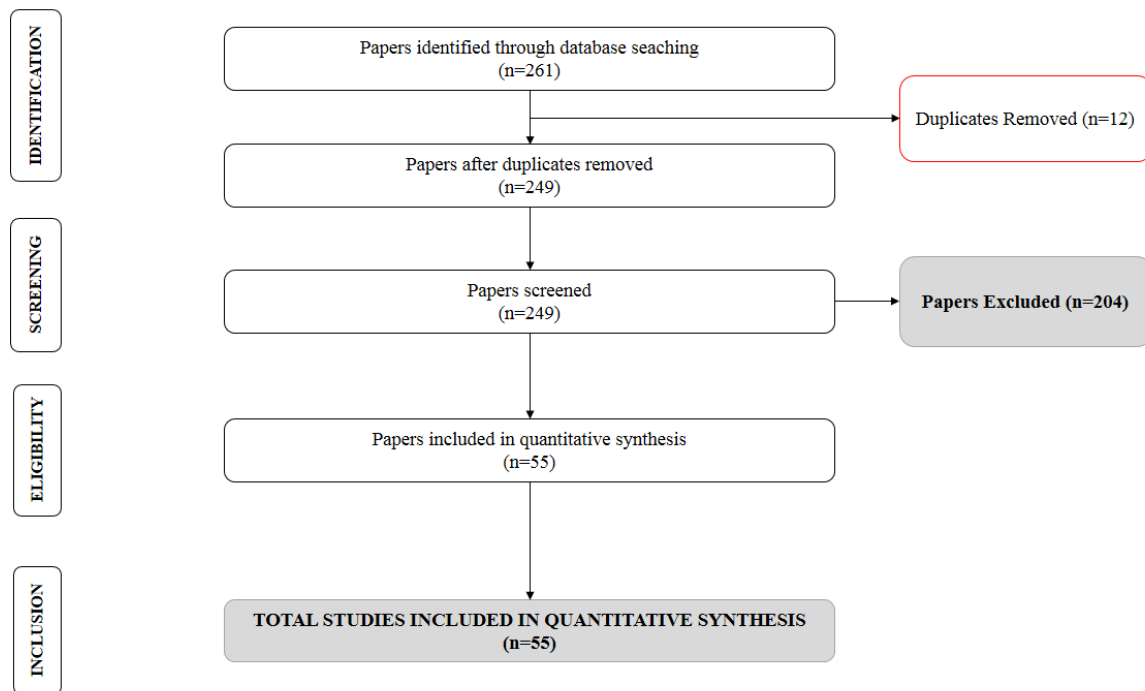 IDENTIFICATION
Papers identified through database seaching
(n=261)
Duplicates Removed (n=12)
Papers after duplicates removed
(n=249)
SCREENING
Papers screened
(n=249)
Papers Excluded (n=204)
ELIGIBILITY
Papers included in quantitative synthesis
(n=55)
INCLUSION
TOTAL STUDIES INCLUDED IN QUANTITATIVE SYNTHESIS
(n=55)